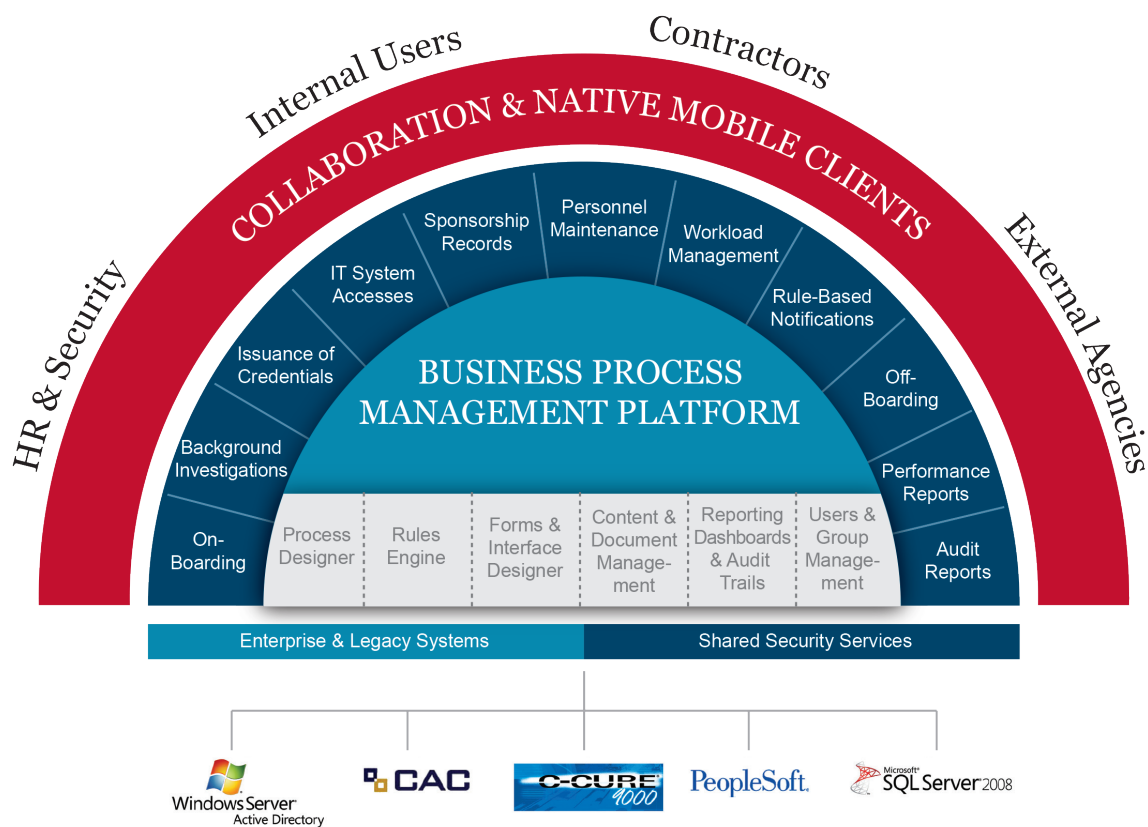 HR & Security
Internal Users
Contractors
External Agencies
COLLABORATION & NATIVE MOBILE CLIENTS
On-
Boarding
Background
Investigations
Issuance of
Credentials
IT System
Accesses
Sponsorship
Records
Personnel
Maintenance
Workload
Management
Rule-Based
Notifications
Off-
Boarding
Performance
Reports
Audit
Reports
BUSINESS PROCESS
MANAGEMENT PLATFORM
Process
Designer
Rules
Engine
Forms &
Interface
Designer
Content &
Document
Manage-
ment
Reporting
Dashboards
& Audit
Trails
Users &
Group
Manage-
ment
Enterprise & Legacy Systems
Shared Security Services
Windows Server
Active Directory
CAC
C-CURE®
9000
PeopleSoft.
Microsoft®
SQL Server 2008